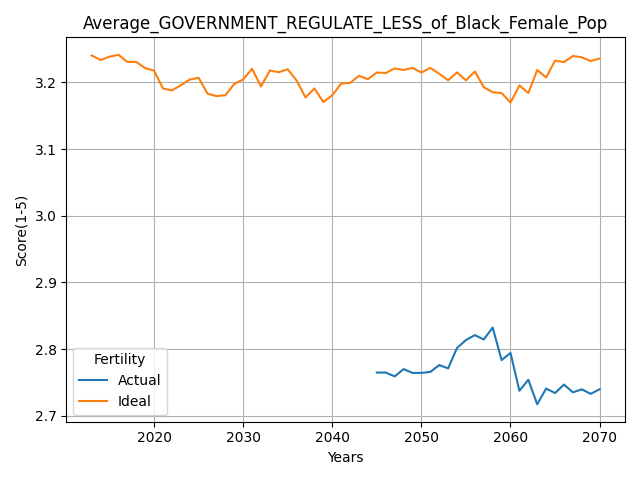 Average_GOVERNMENT_REGULATE_LESS_of_Black_Female_Pop
Score(1-5)
3.2
3.1
3.0
2.9
2.8
2.7
Fertility
Actual
Ideal
2020 2030 2040 2050 2060 2070
Years